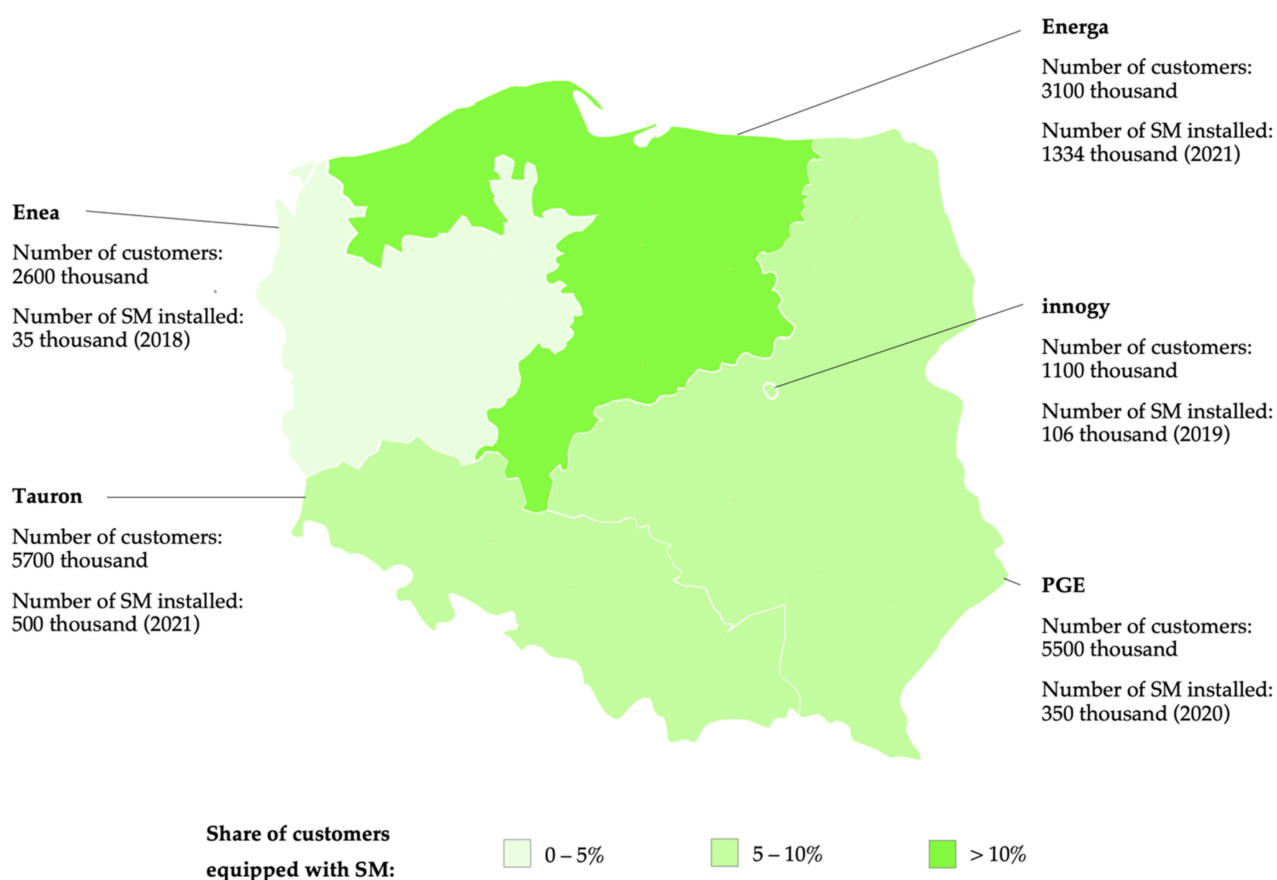 Energa
Number of customers:
3100 thousand
Number of SM installed:
1334 thousand (2021)
Enea
Number of customers:
2600 thousand
Number of SM installed:
35 thousand (2018)
innogy
Number of customers:
1100 thousand
Number of SM installed:
106 thousand (2019)
Tauron
Number of customers:
5700 thousand
Number of SM installed:
500 thousand (2021)
PGE
Number of customers:
5500 thousand
Number of SM installed:
350 thousand (2020)
Share of customers
equipped with SM:
0 – 5%
5 – 10%
> 10%